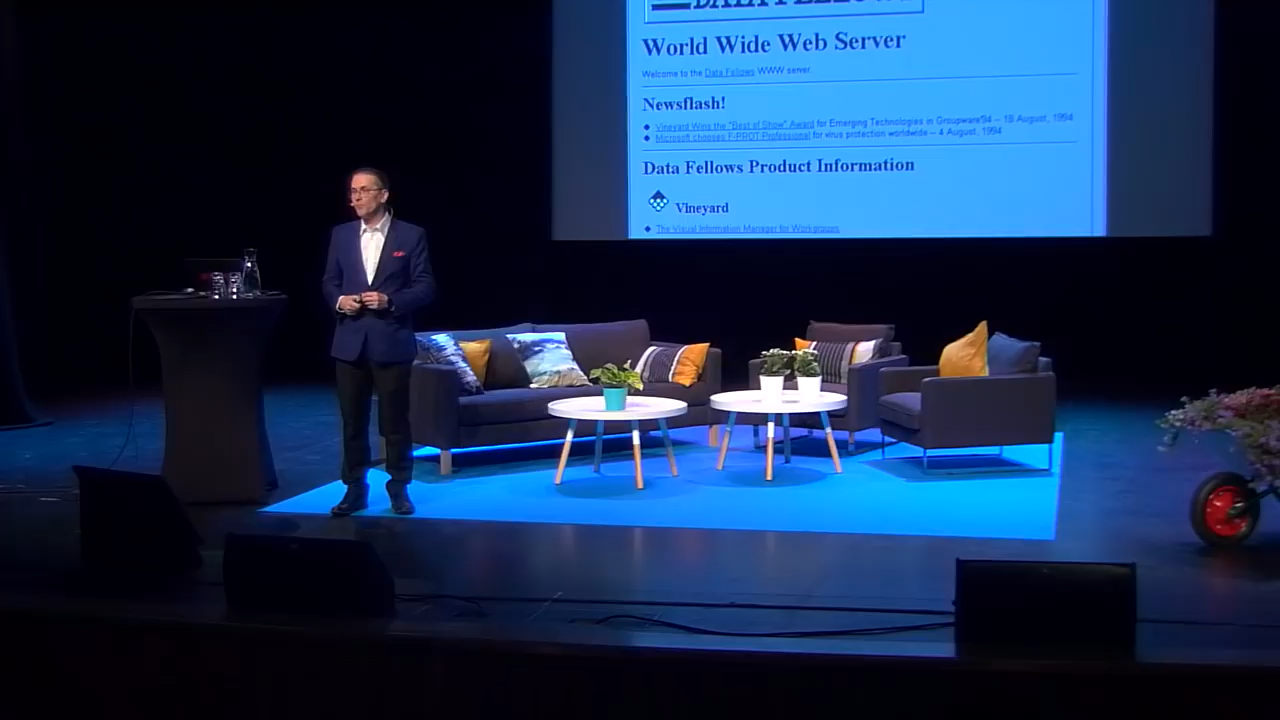 DATA FELLOWS
World Wide Web Server
Welcome to the Data Fellows WWW server.
Newsflash!
Vineyard Wins the "Best of Show" Award for Emerging Technologies in Groupware'94 -- 18 August, 1994
Microsoft chooses F-PROT Professional for virus protection worldwide -- 4 August, 1994
Data Fellows Product Information
Vineyard
The Visual Information Manager for Workgroups